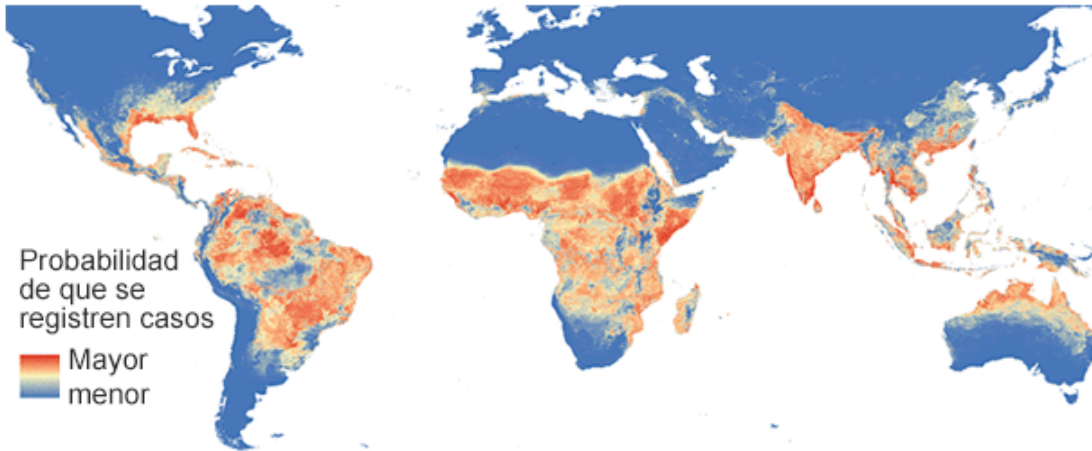 Probabilidad
de que se
registren casos
Mayor
menor